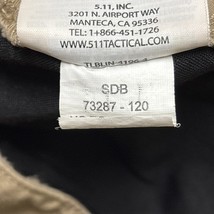 5.11, INC.
3201 N. AIRPORT WAY
MANTECA, CA 95336
TEL: 1+866-451-1726
WWW.511TACTICAL.COM
SDB
73287 - 120